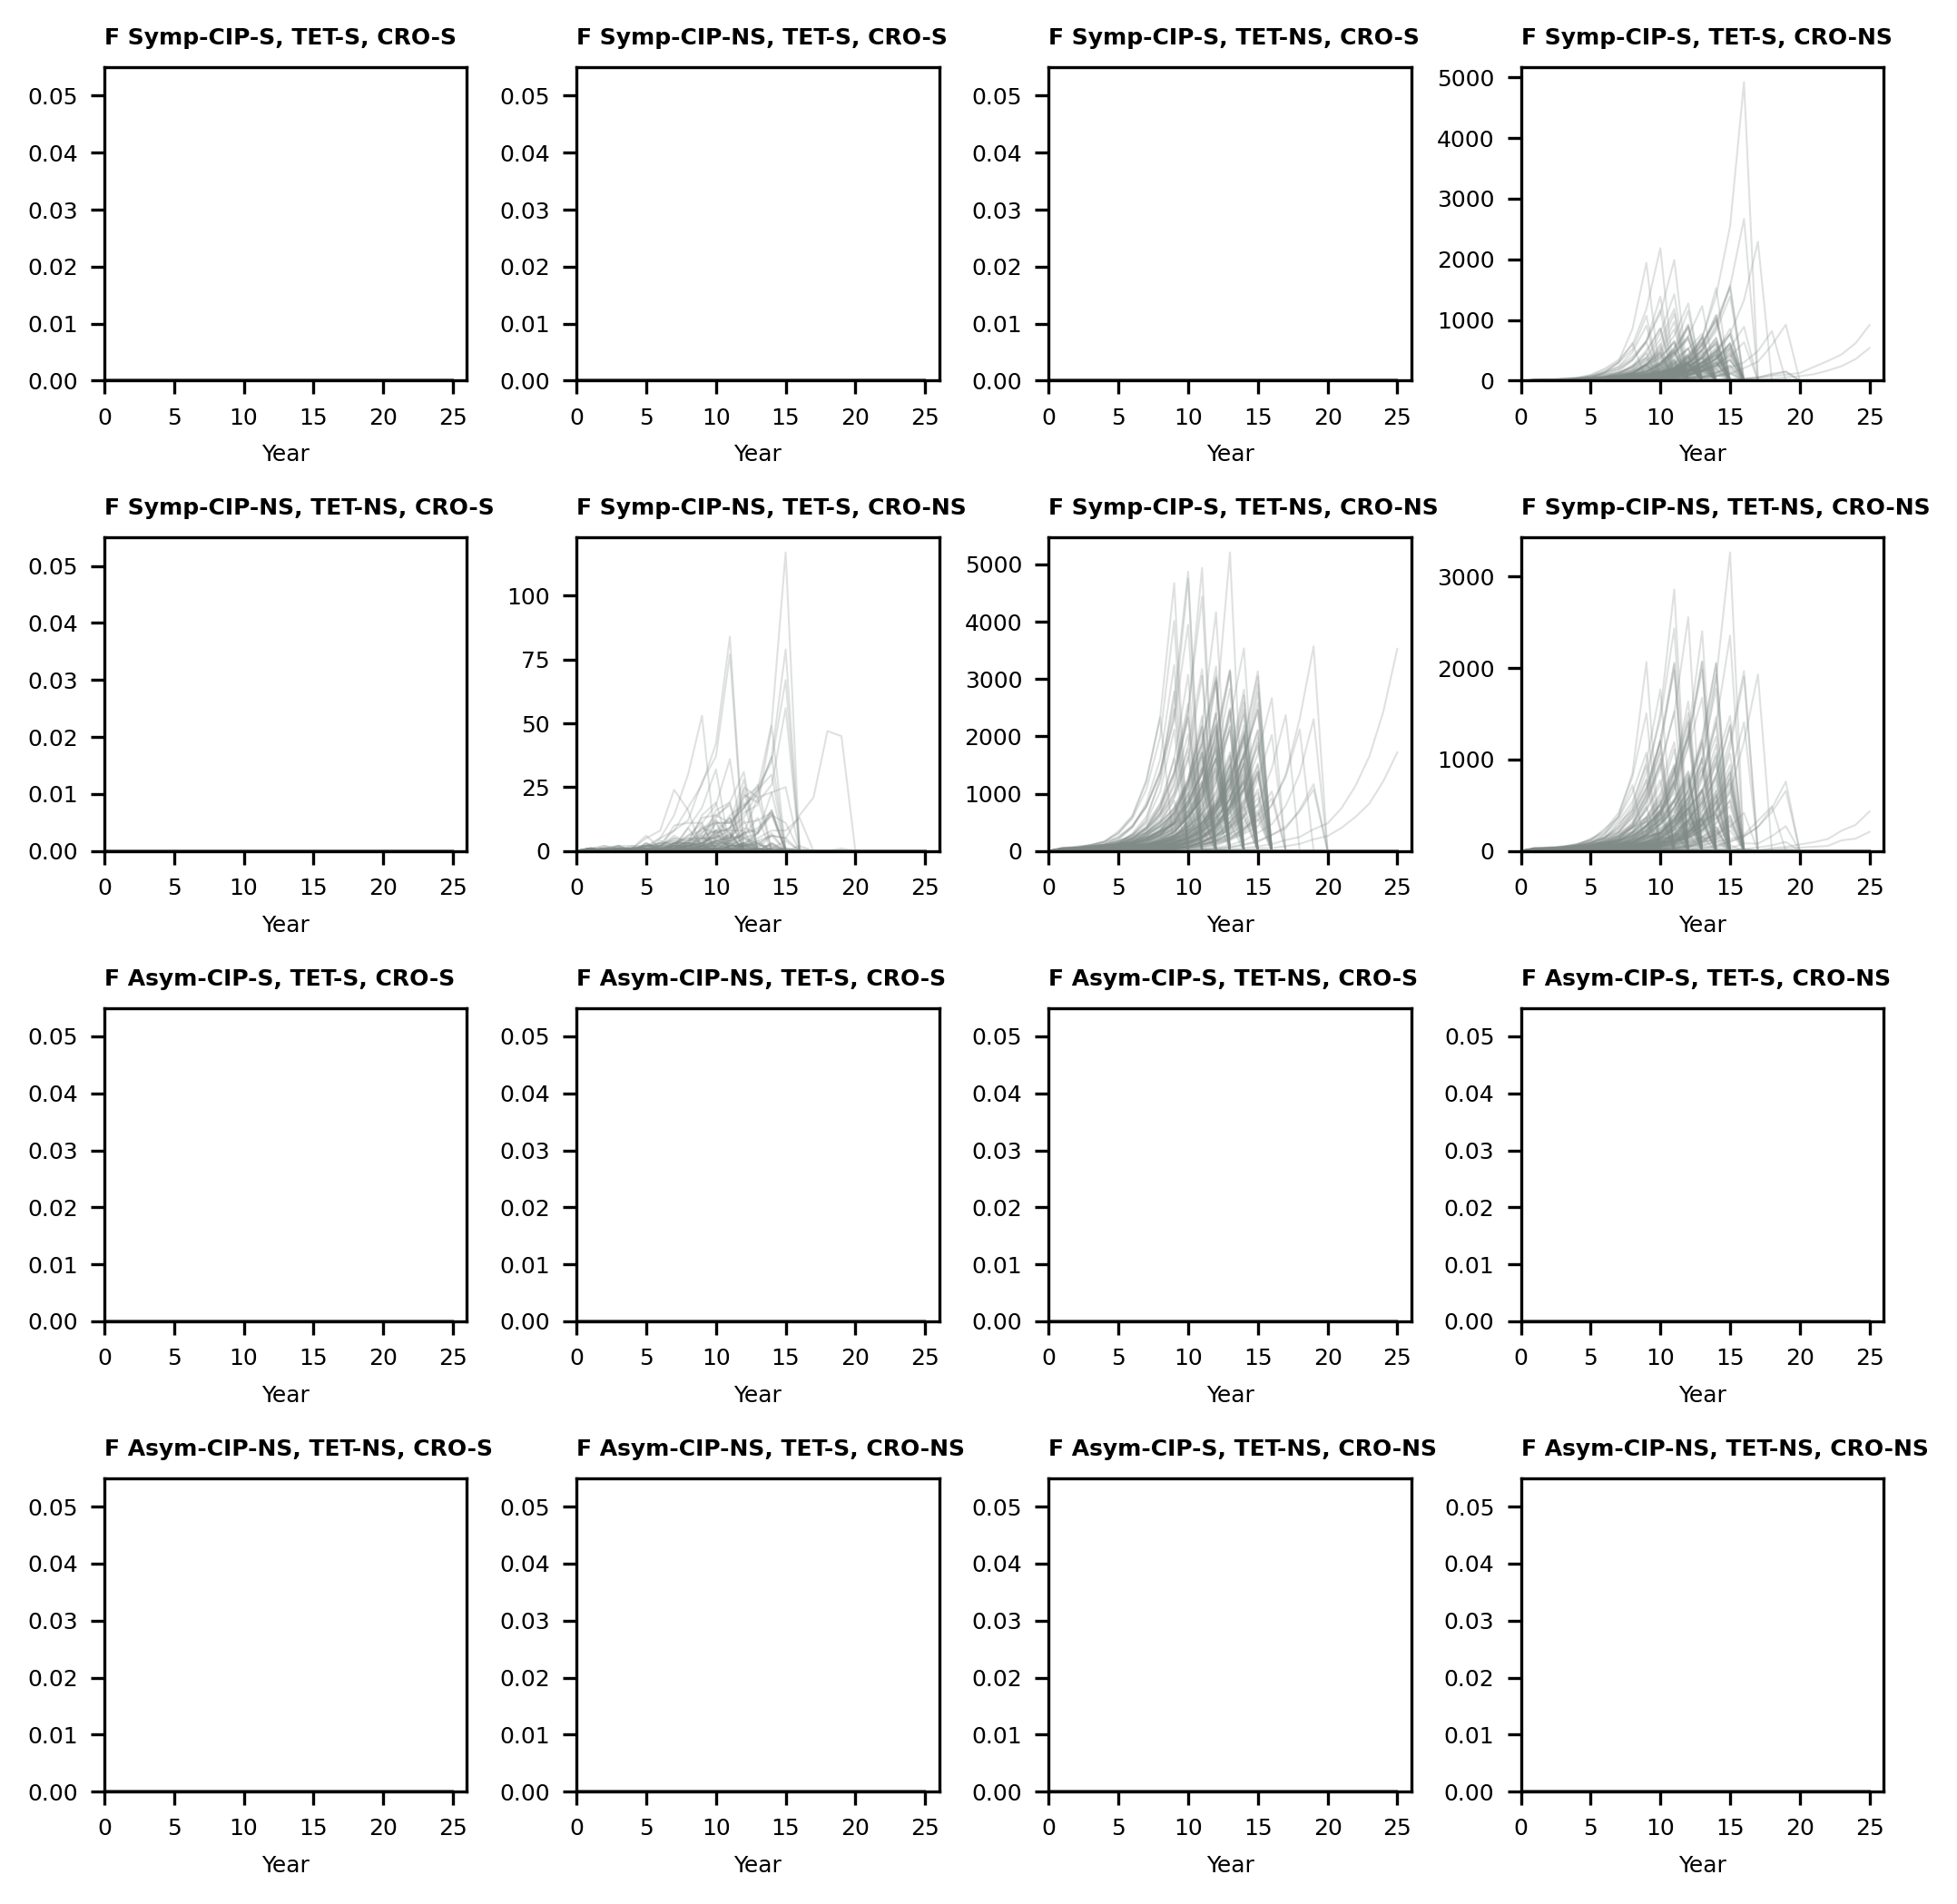 F Symp-CIP-S, TET-S, CRO-S
0.05
0.04
0.03
0.02
0.01
0.00
0 5 10 15 20 25
Year
F Symp-CIP-NS, TET-S, CRO-S
0.05
0.04
0.03
0.02
0.01
0.00
0 5 10 15 20 25
Year
F Symp-CIP-S, TET-NS, CRO-S
0.05
0.04
0.03
0.02
0.01
0.00
0 5 10 15 20 25
Year
F Symp-CIP-S, TET-S, CRO-NS
5000
4000
3000
2000
1000
0
0 5 10 15 20 25
Year
F Symp-CIP-NS, TET-NS, CRO-S
0.05
0.04
0.03
0.02
0.01
0.00
0 5 10 15 20 25
Year
F Symp-CIP-NS, TET-S, CRO-NS
100
75
50
25
0
0 5 10 15 20 25
Year
F Symp-CIP-S, TET-NS, CRO-NS
5000
4000
3000
2000
1000
0
0 5 10 15 20 25
Year
F Symp-CIP-NS, TET-NS, CRO-NS
3000
2000
1000
0
0 5 10 15 20 25
Year
F Asym-CIP-S, TET-S, CRO-S
0.05
0.04
0.03
0.02
0.01
0.00
0 5 10 15 20 25
Year
F Asym-CIP-NS, TET-S, CRO-S
0.05
0.04
0.03
0.02
0.01
0.00
0 5 10 15 20 25
Year
F Asym-CIP-S, TET-NS, CRO-S
0.05
0.04
0.03
0.02
0.01
0.00
0 5 10 15 20 25
Year
F Asym-CIP-S, TET-S, CRO-NS
0.05
0.04
0.03
0.02
0.01
0.00
0 5 10 15 20 25
Year
F Asym-CIP-NS, TET-NS, CRO-S
0.05
0.04
0.03
0.02
0.01
0.00
0 5 10 15 20 25
Year
F Asym-CIP-NS, TET-S, CRO-NS
0.05
0.04
0.03
0.02
0.01
0.00
0 5 10 15 20 25
Year
F Asym-CIP-S, TET-NS, CRO-NS
0.05
0.04
0.03
0.02
0.01
0.00
0 5 10 15 20 25
Year
F Asym-CIP-NS, TET-NS, CRO-NS
0.05
0.04
0.03
0.02
0.01
0.00
0 5 10 15 20 25
Year